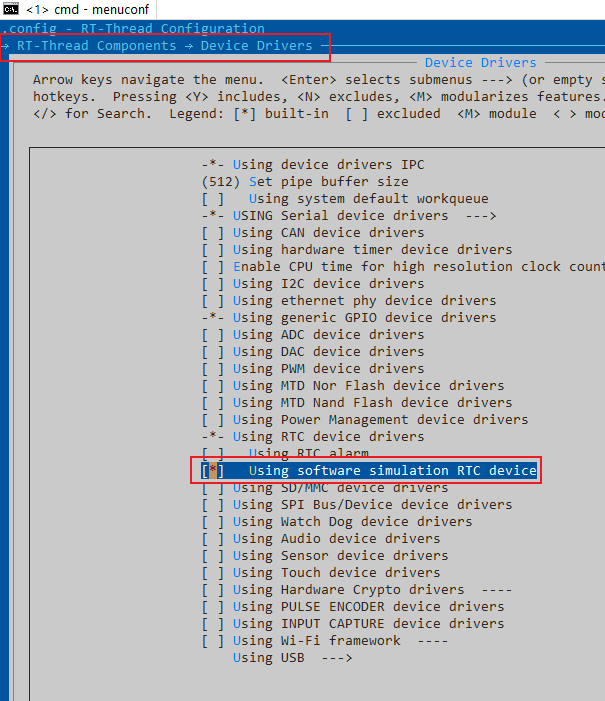 <1> cmd - menuconf
.config - RT-Thread Configuration
→ RT-Thread Components → Device Drivers
Device Drivers
Arrow keys navigate the menu.  <Enter> selects submenus ---> (or empty s
hotkeys.  Pressing <Y> includes, <N> excludes, <M> modularizes features.
</> for Search.  Legend: [*] built-in  [ ] excluded  <M> module  < > mod
-*- Using device drivers IPC
(512) Set pipe buffer size
[ ]   Using system default workqueue
-*- USING Serial device drivers  --->
[ ] Using CAN device drivers
[ ] Using hardware timer device drivers
[ ] Enable CPU time for high resolution clock count
[ ] Using I2C device drivers
[ ] Using ethernet phy device drivers
-*- Using generic GPIO device drivers
[ ] Using ADC device drivers
[ ] Using DAC device drivers
[ ] Using PWM device drivers
[ ] Using MTD Nor Flash device drivers
[ ] Using MTD Nand Flash device drivers
[ ] Using Power Management device drivers
-*- Using RTC device drivers
[ ]   Using RTC alarm
[*]   Using software simulation RTC device
[ ] Using SD/MMC device drivers
[ ] Using SPI Bus/Device device drivers
[ ] Using Watch Dog device drivers
[ ] Using Audio device drivers
[ ] Using Sensor device drivers
[ ] Using Touch device drivers
[ ] Using Hardware Crypto drivers  ----
[ ] Using PULSE ENCODER device drivers
[ ] Using INPUT CAPTURE device drivers
[ ] Using Wi-Fi framework  ----
Using USB  --->